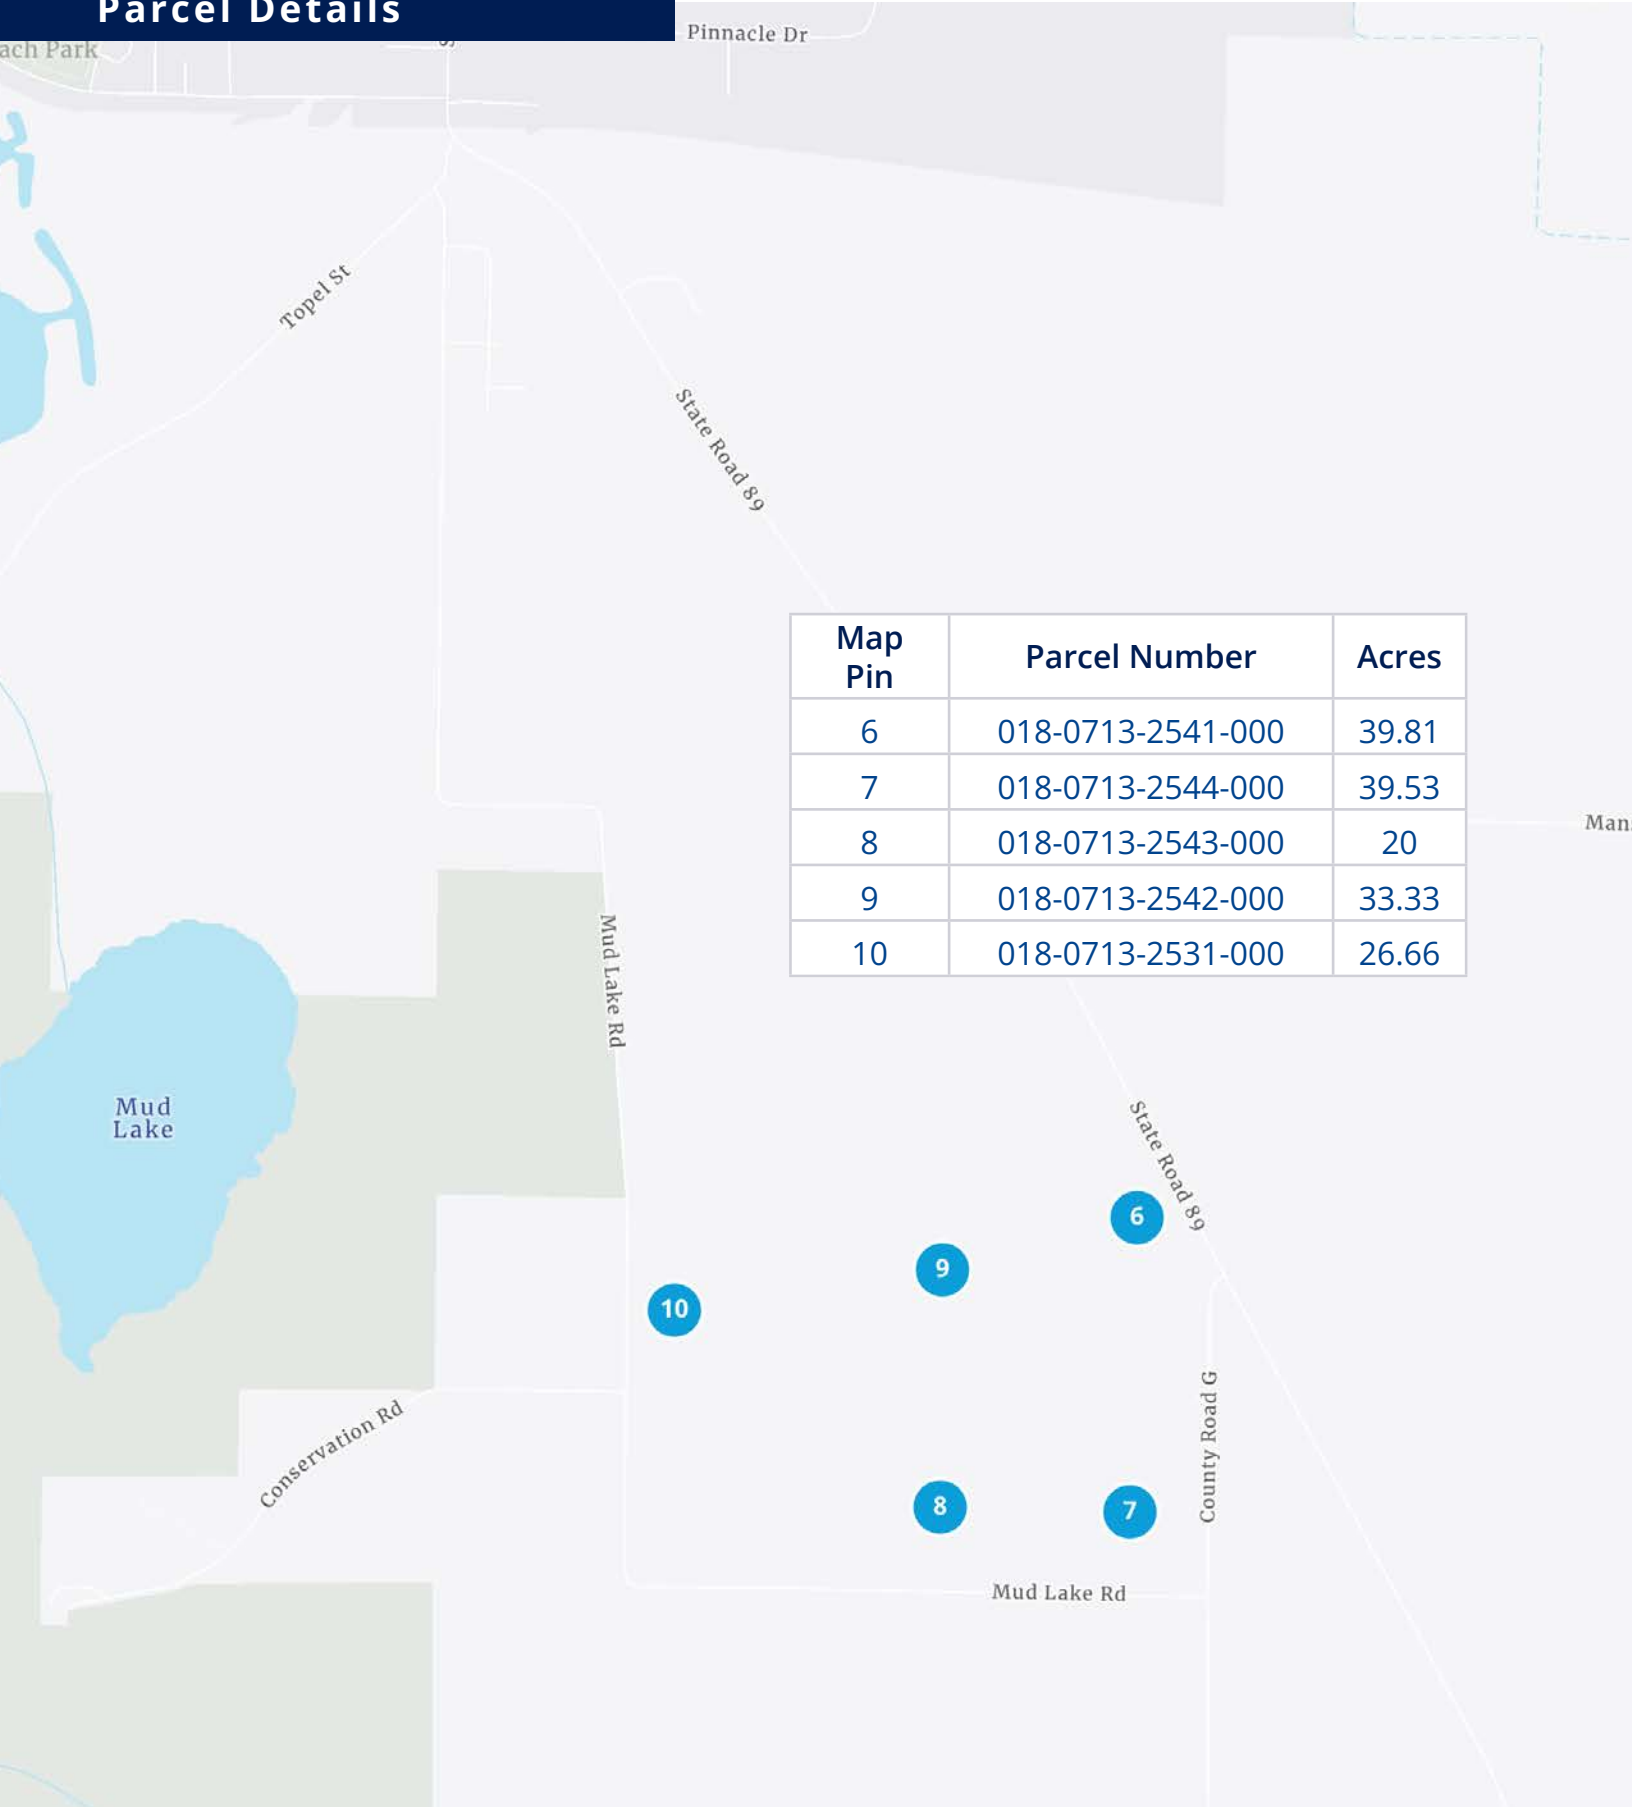 Parcel Details
Pinnacle Dr
ach Park
Topel St
State Road 89
Map Pin Parcel Number Acres
6 018-0713-2541-000 39.81
7 018-0713-2544-000 39.53
8 018-0713-2543-000 20
9 018-0713-2542-000 33.33
10 018-0713-2531-000 26.66
Man
Mud Lake Rd
Mud
Lake
State Road 89
6
9
10
Conservation Rd
County Road G
8
7
Mud Lake Rd